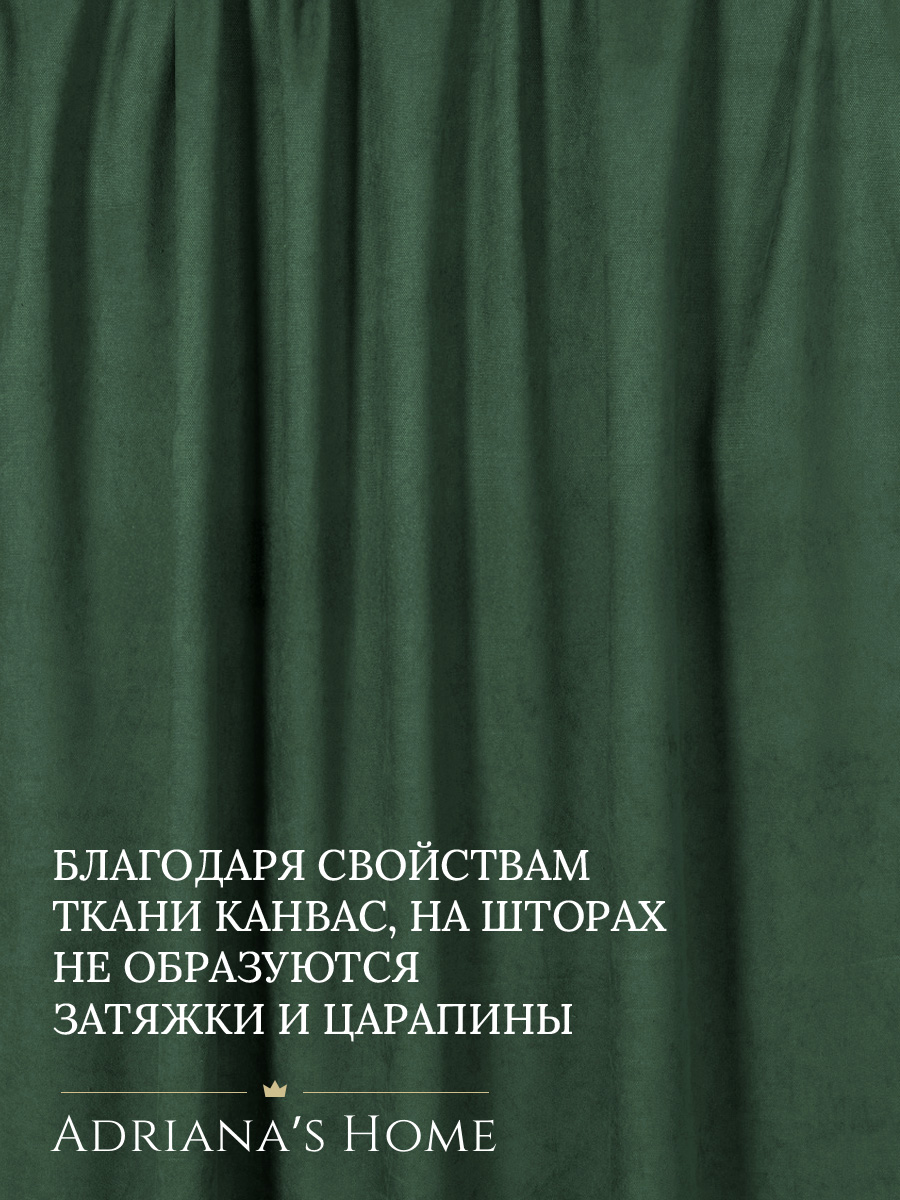 БЛАГОДАРЯ СВОЙСТВАМ
ТКАНИ КАНВАС, НА ШТОРАХ
НЕ ОБРАЗУЮТСЯ
ЗАТЯЖКИ И ЦАРАПИНЫ
ADRIANA'S HOME